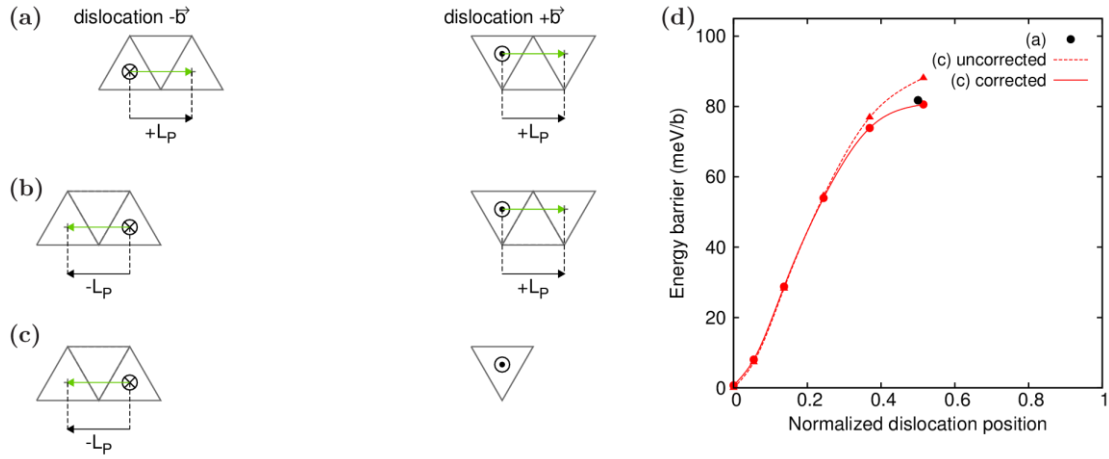 (a)
dislocation -b⃗
dislocation +b⃗
+L_P
+L_P
(b)
-L_P
+L_P
(c)
-L_P
(d)
Energy barrier (meV/b)
100
80
60
40
20
0
(a)
(c) uncorrected
(c) corrected
0 0.2 0.4 0.6 0.8 1
Normalized dislocation position